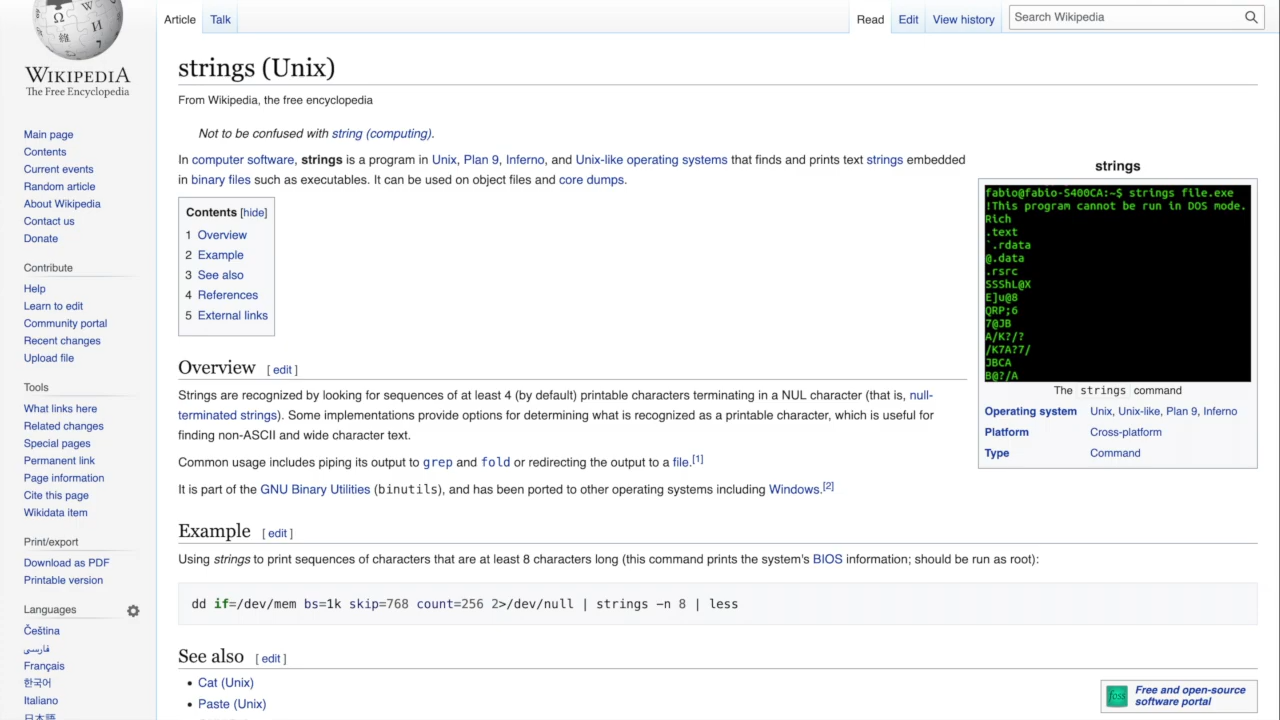 Article
Talk
Read
Edit
View history
Search Wikipedia
WIKIPEDIA
The Free Encyclopedia
Main page
Contents
Current events
Random article
About Wikipedia
Contact us
Donate
Contribute
Help
Learn to edit
Community portal
Recent changes
Upload file
Tools
What links here
Related changes
Special pages
Permanent link
Page information
Cite this page
Wikidata item
Print/export
Download as PDF
Printable version
Languages
Čeština
فارسی
Français
한국어
Italiano
日本語
strings (Unix)
From Wikipedia, the free encyclopedia
Not to be confused with string (computing).
In computer software, strings is a program in Unix, Plan 9, Inferno, and Unix-like operating systems that finds and prints text strings embedded
in binary files such as executables. It can be used on object files and core dumps.
Contents [hide]
1 Overview
2 Example
3 See also
4 References
5 External links
strings
fabio@fabio-S400CA:~$ strings file.exe
!This program cannot be run in DOS mode.
Rich
.text
`.rdata
@.data
.rsrc
SSShL@X
E]u@8
QRP;6
7@JB
A/K?/?
/K7A?7/
JBCA
B@?/A
The strings command
Operating system Unix, Unix-like, Plan 9, Inferno
Platform Cross-platform
Type Command
Overview [ edit ]
Strings are recognized by looking for sequences of at least 4 (by default) printable characters terminating in a NUL character (that is, null-
terminated strings). Some implementations provide options for determining what is recognized as a printable character, which is useful for
finding non-ASCII and wide character text.
Common usage includes piping its output to grep and fold or redirecting the output to a file.[1]
It is part of the GNU Binary Utilities (binutils), and has been ported to other operating systems including Windows.[2]
Example [ edit ]
Using strings to print sequences of characters that are at least 8 characters long (this command prints the system's BIOS information; should be run as root):
dd if=/dev/mem bs=1k skip=768 count=256 2>/dev/null | strings -n 8 | less
See also [ edit ]
• Cat (Unix)
• Paste (Unix)
Free and open-source
software portal